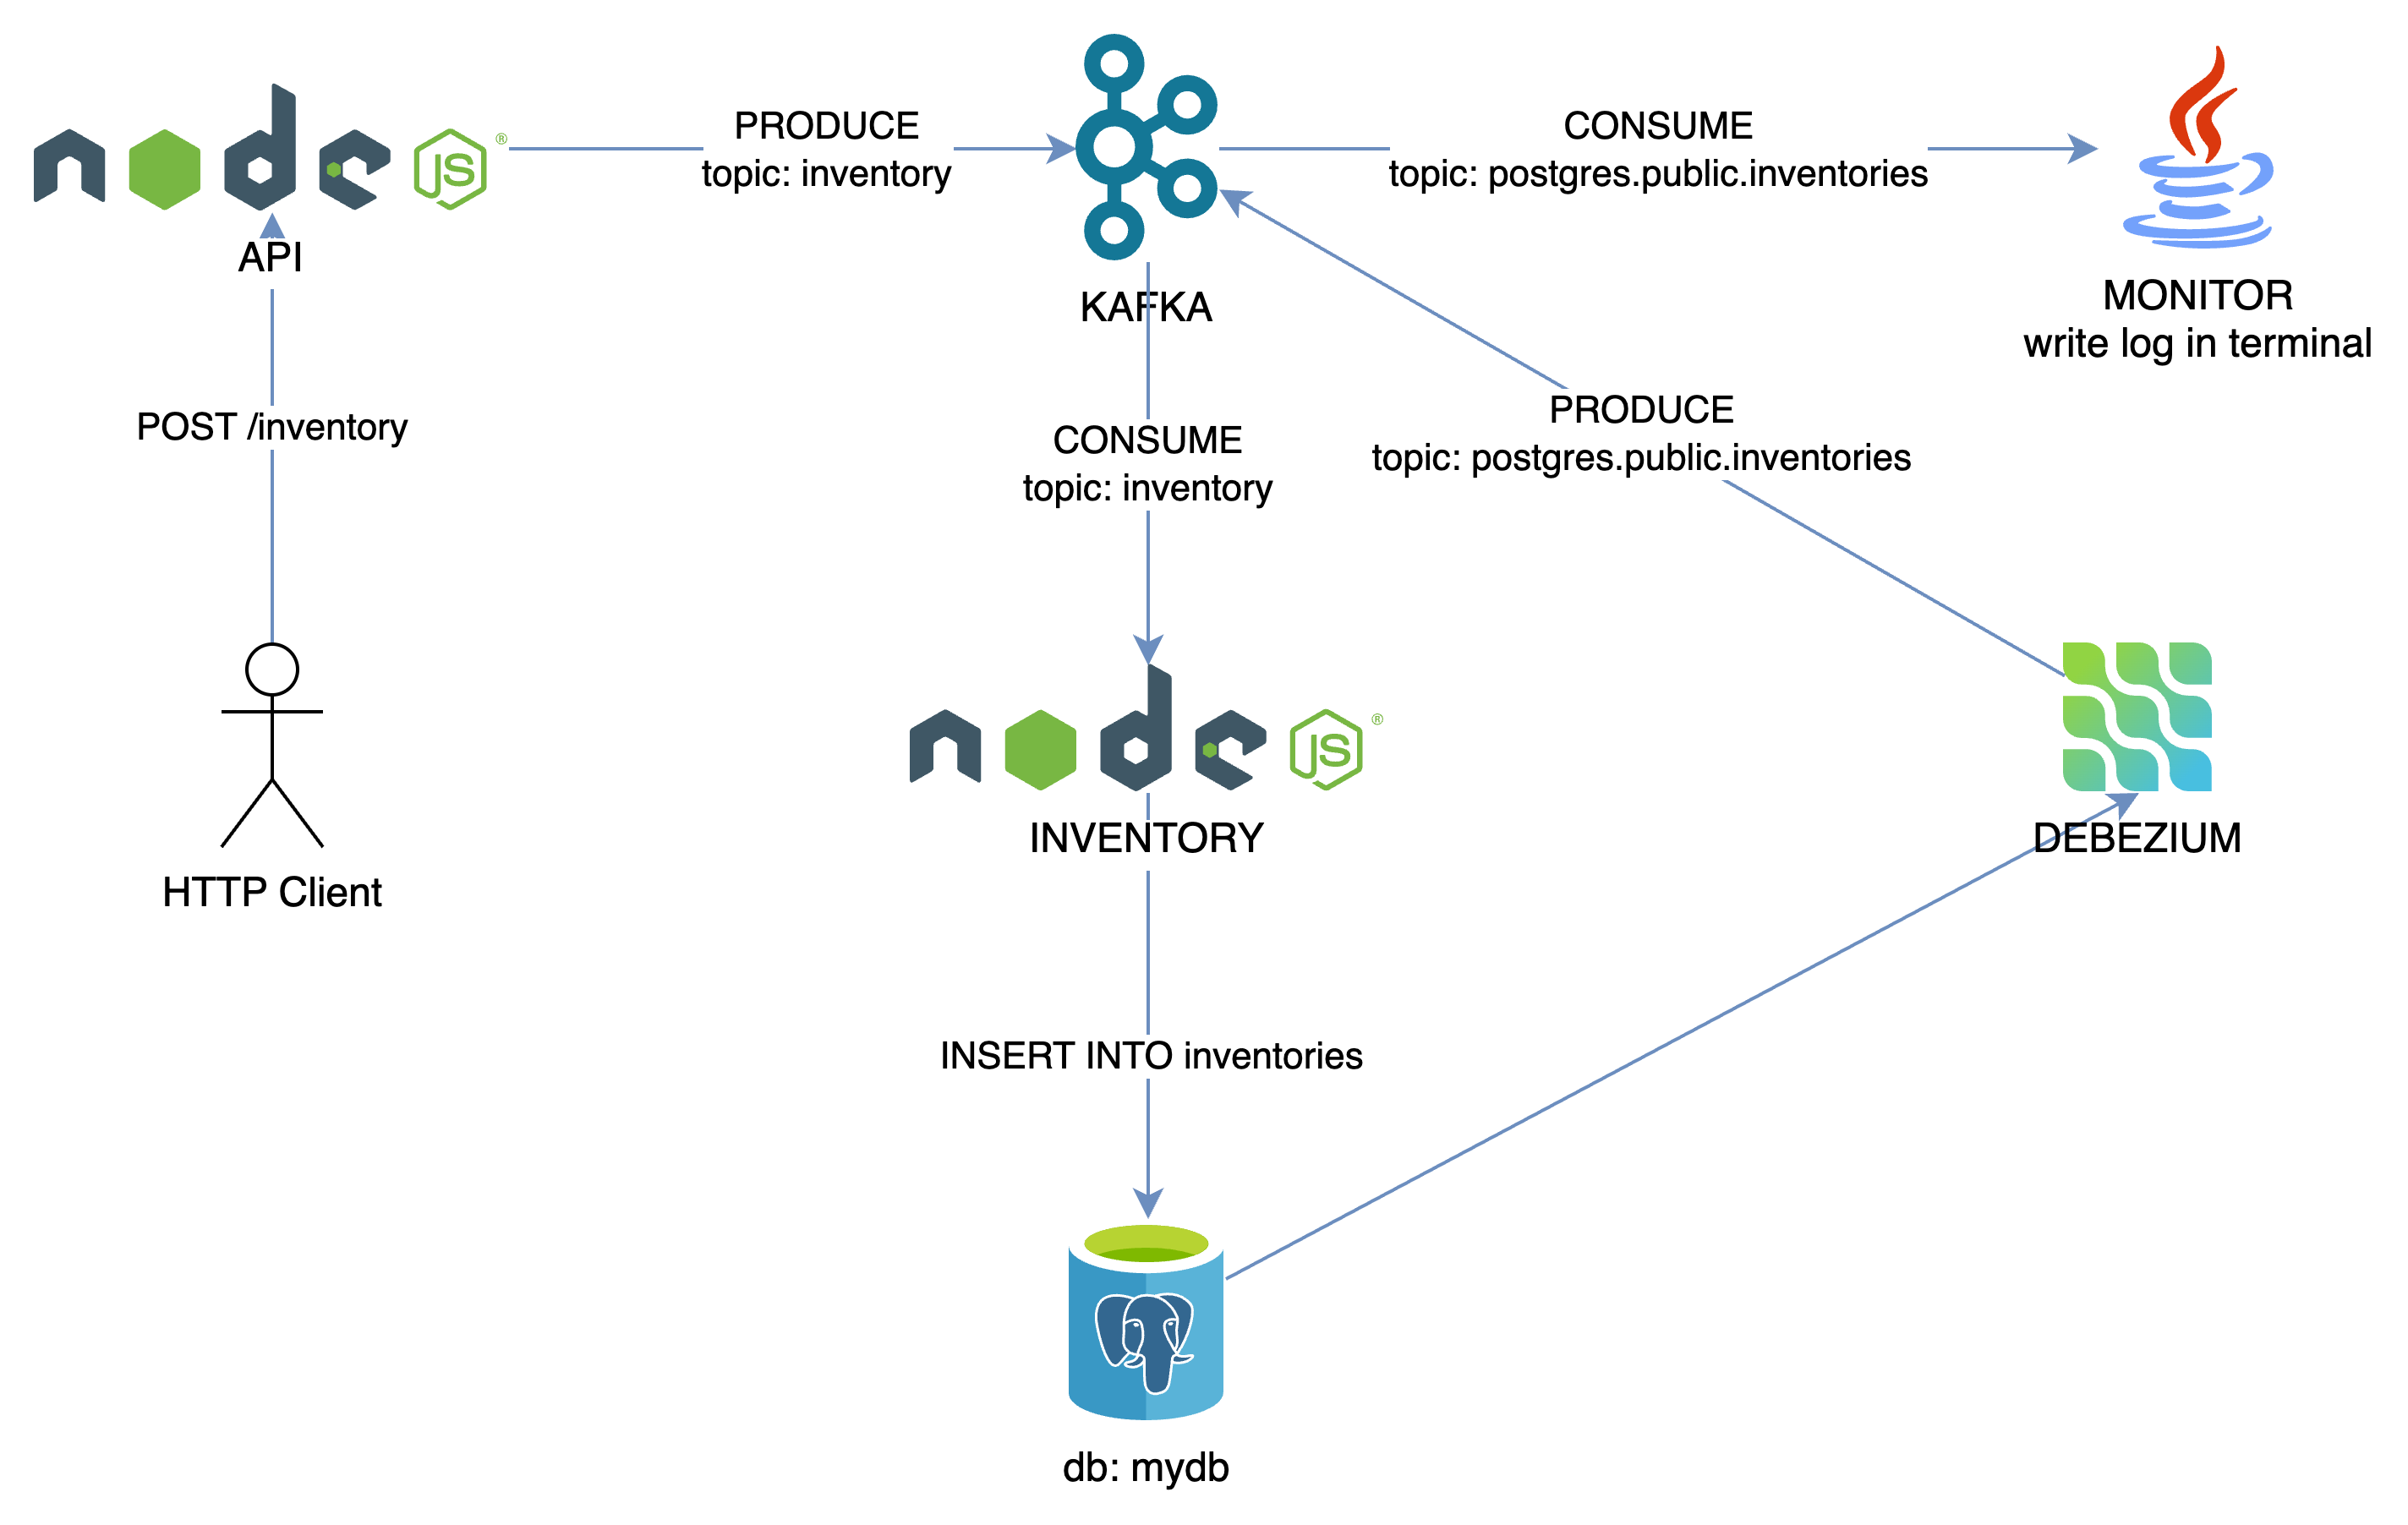 node JS ®
API
POST /inventory
HTTP Client
PRODUCE
topic: inventory
KAFKA
CONSUME
topic: postgres.public.inventories
MONITOR
write log in terminal
CONSUME
topic: inventory
PRODUCE
topic: postgres.public.inventories
node JS ®
INVENTORY
DEBEZIUM
INSERT INTO inventories
db: mydb